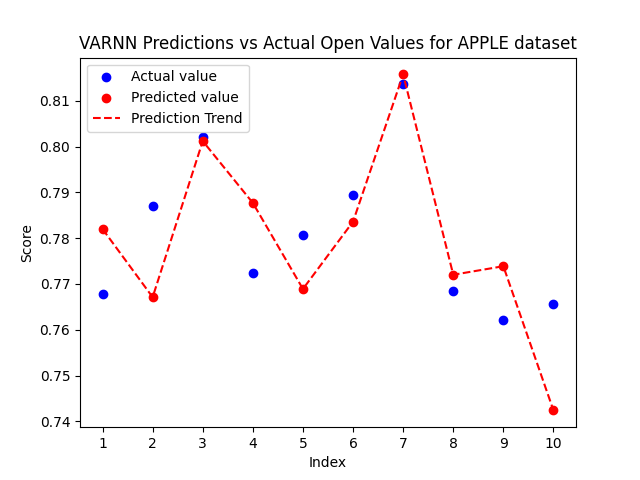 VARNN Predictions vs Actual Open Values for APPLE dataset
Actual value
Predicted value
Prediction Trend
0.81
0.80
0.79
0.78
0.77
0.76
0.75
0.74
Score
1 2 3 4 5 6 7 8 9 10
Index